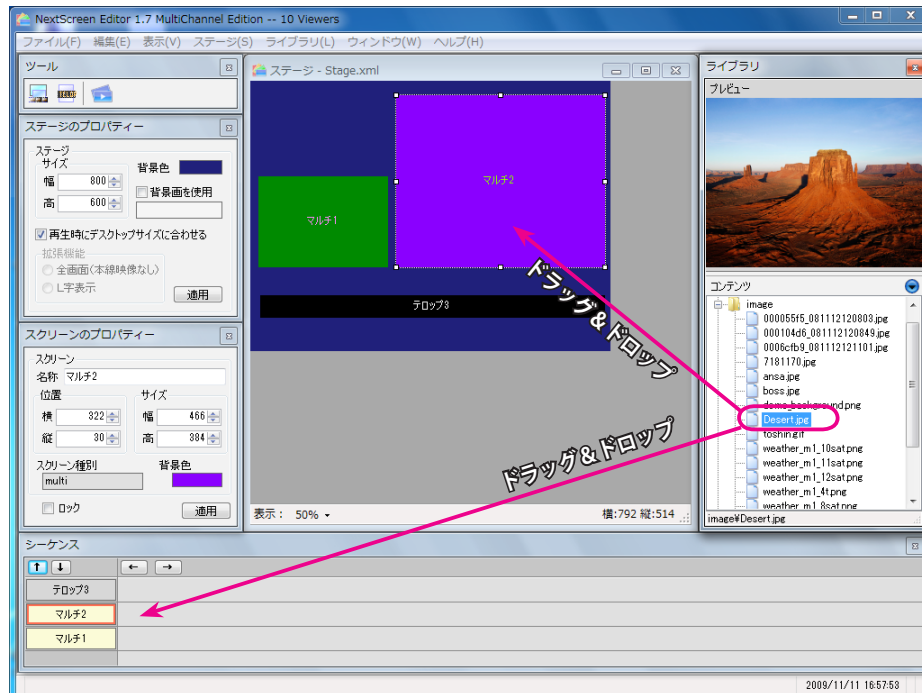 NextScreen Editor 1.7 MultiChannel Edition -- 10 Viewers
ファイル(F) 編集(E) 表示(V) ステージ(S) ライブラリ(L) ウィンドウ(W) ヘルプ(H)
ツール
ステージのプロパティー
ステージ
サイズ
幅 800
高 600
背景色
背景画を使用
再生時にデスクトップサイズに合わせる
拡張機能
全画面(本線映像なし)
L字表示
適用
スクリーンのプロパティー
スクリーン
名称 マルチ2
位置
横 322
縦 30
サイズ
幅 466
高 384
スクリーン種別
multi
背景色
ロック
適用
ステージ - Stage.xml
マルチ2
マルチ1
テロップ3
ドラッグ&ドロップ
ドラッグ&ドロップ
表示： 50%
横:792 縦:514
ライブラリ
プレビュー
コンテンツ
image
000055f5_081112120803.jpg
000104d6_081112120849.jpg
0006cfb9_081112121101.jpg
7181170.jpg
ansa.jpg
boss.jpg
demo_background.png
Desert.jpg
toshin.gif
weather_m1_10sat.png
weather_m1_11sat.png
weather_m1_12sat.png
weather_m1_4t.png
weather_m1_8sat.png
image¥Desert.jpg
シーケンス
テロップ3
マルチ2
マルチ1
2009/11/11 16:57:53